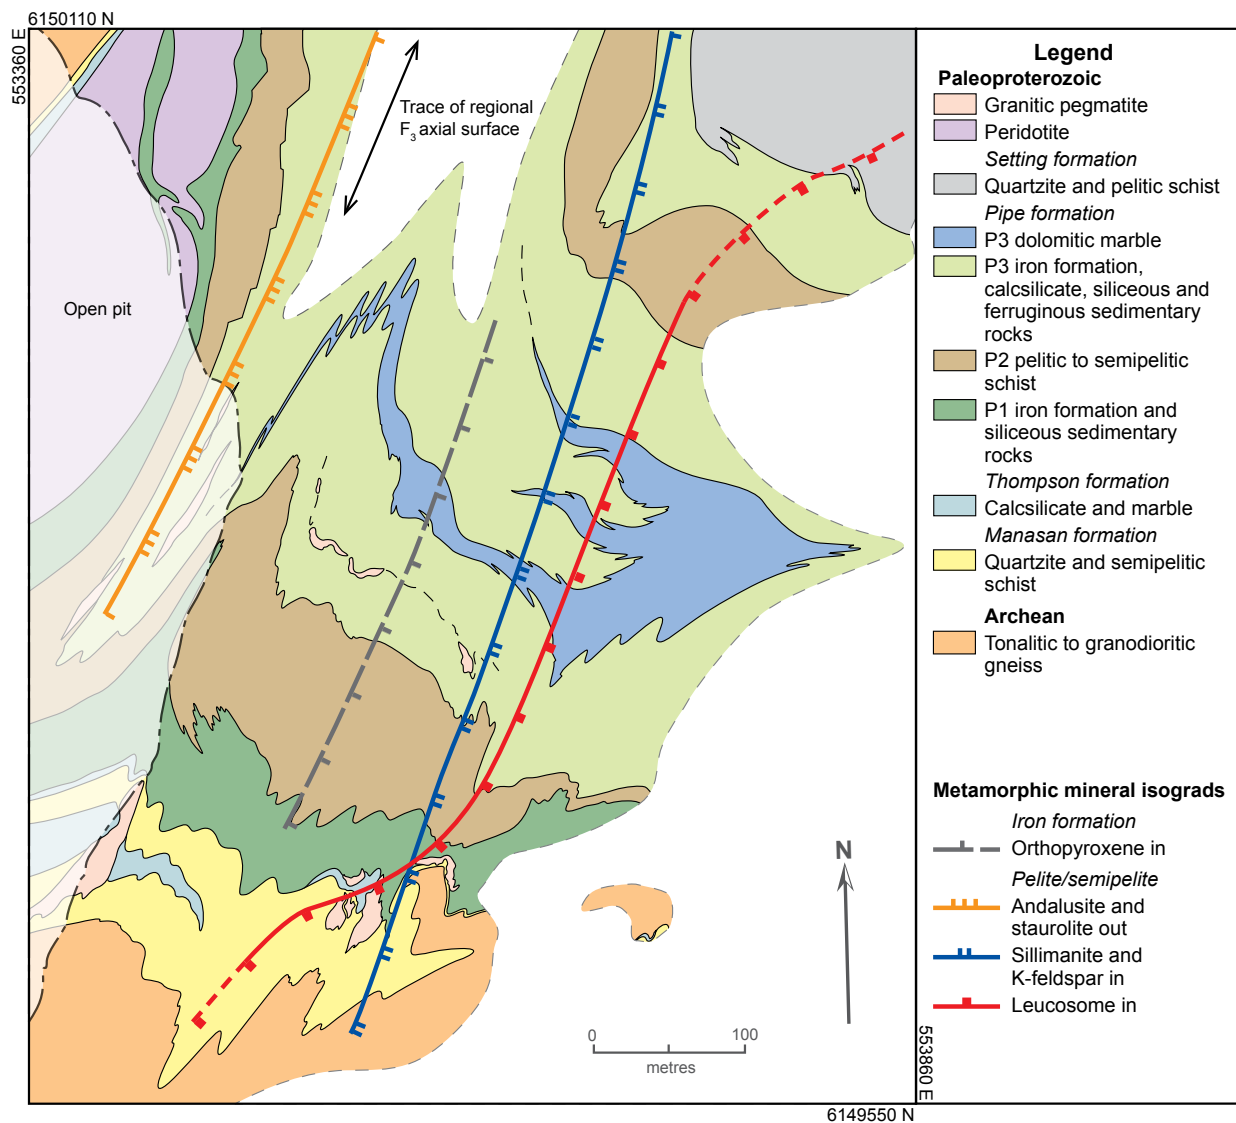 6150110 N
553360 E
Trace of regional
F3 axial surface
Open pit
N
0 100
metres
553860 E
6149550 N
Legend
Paleoproterozoic
Granitic pegmatite
Peridotite
Setting formation
Quartzite and pelitic schist
Pipe formation
P3 dolomitic marble
P3 iron formation,
calcsilicate, siliceous and
ferruginous sedimentary
rocks
P2 pelitic to semipelitic
schist
P1 iron formation and
siliceous sedimentary
rocks
Thompson formation
Calcsilicate and marble
Manasan formation
Quartzite and semipelitic
schist
Archean
Tonalitic to granodioritic
gneiss
Metamorphic mineral isograds
Iron formation
Orthopyroxene in
Pelite/semipelite
Andalusite and
staurolite out
Sillimanite and
K-feldspar in
Leucosome in